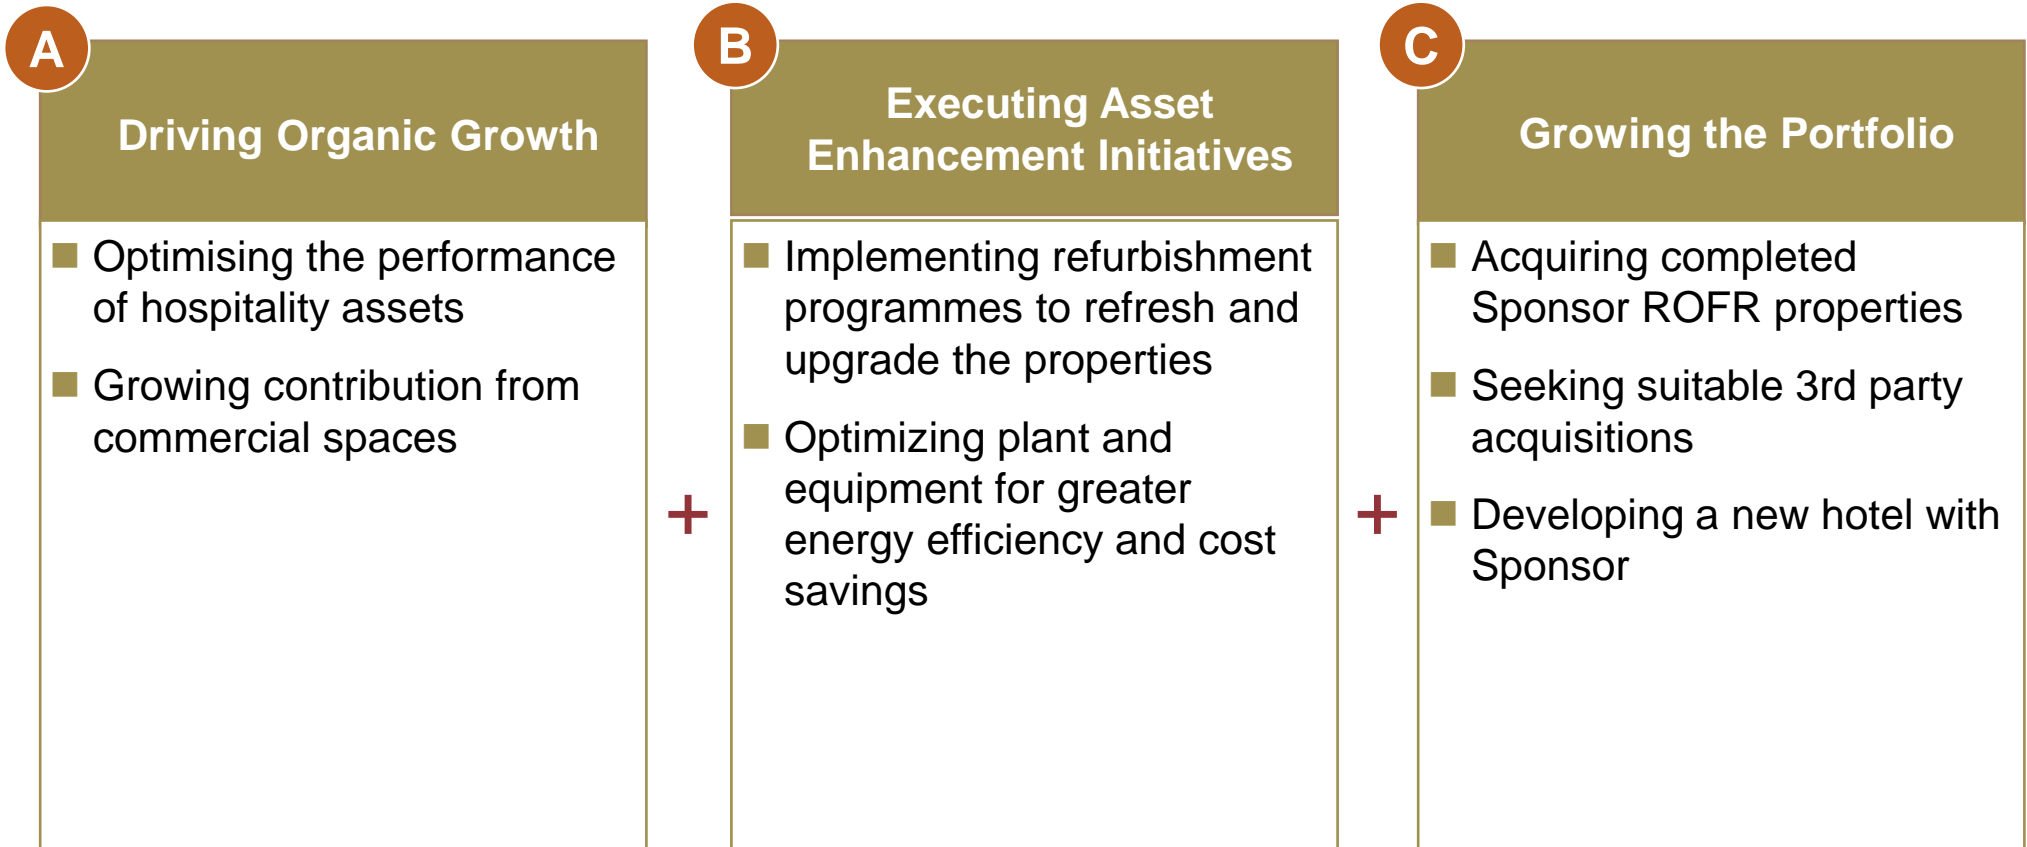 A
Driving Organic Growth
Optimising the performance
of hospitality assets
Growing contribution from
commercial spaces
+
B
Executing Asset
Enhancement Initiatives
Implementing refurbishment
programmes to refresh and
upgrade the properties
Optimizing plant and
equipment for greater
energy efficiency and cost
savings
+
C
Growing the Portfolio
Acquiring completed
Sponsor ROFR properties
Seeking suitable 3rd party
acquisitions
Developing a new hotel with
Sponsor